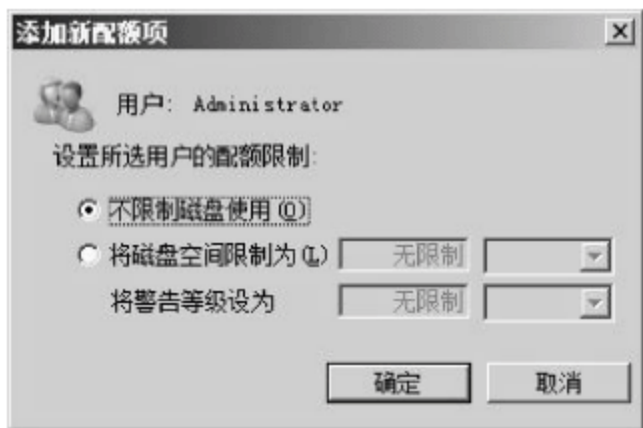 添加新配额项
用户: Administrator
设置所选用户的配额限制:
不限制磁盘使用(O)
将磁盘空间限制为(L) 无限制
将警告等级设为 无限制
确定 取消